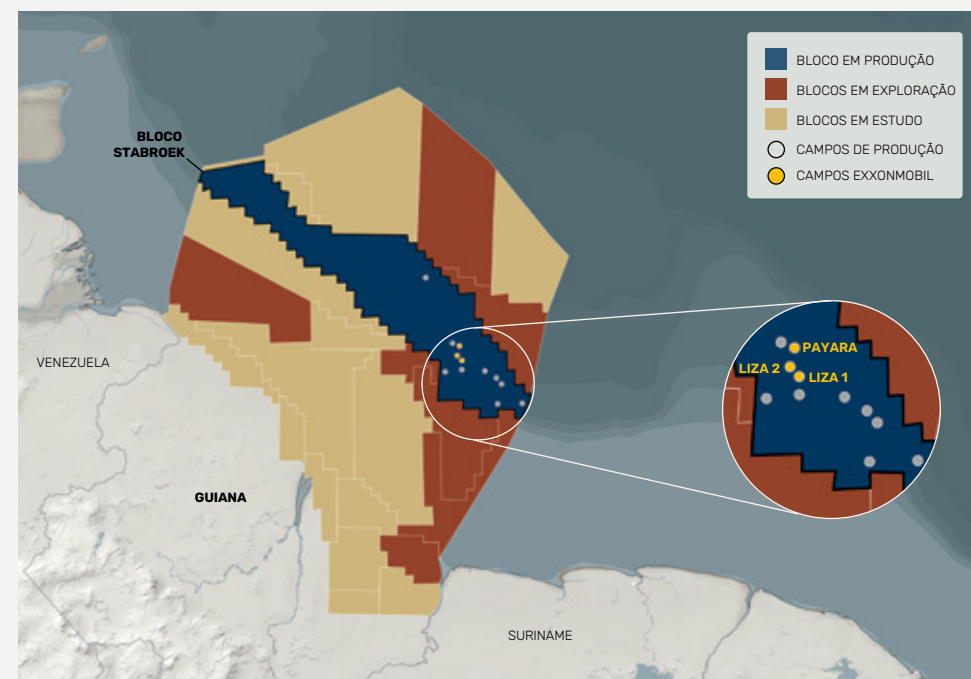 BLOCO EM PRODUÇÃO
BLOCOS EM EXPLORAÇÃO
BLOCOS EM ESTUDO
CAMPOS DE PRODUÇÃO
CAMPOS EXXONMOBIL
BLOCO
STABROEK
VENEZUELA
PAYARA
LIZA 2
LIZA 1
GUIANA
SURINAME